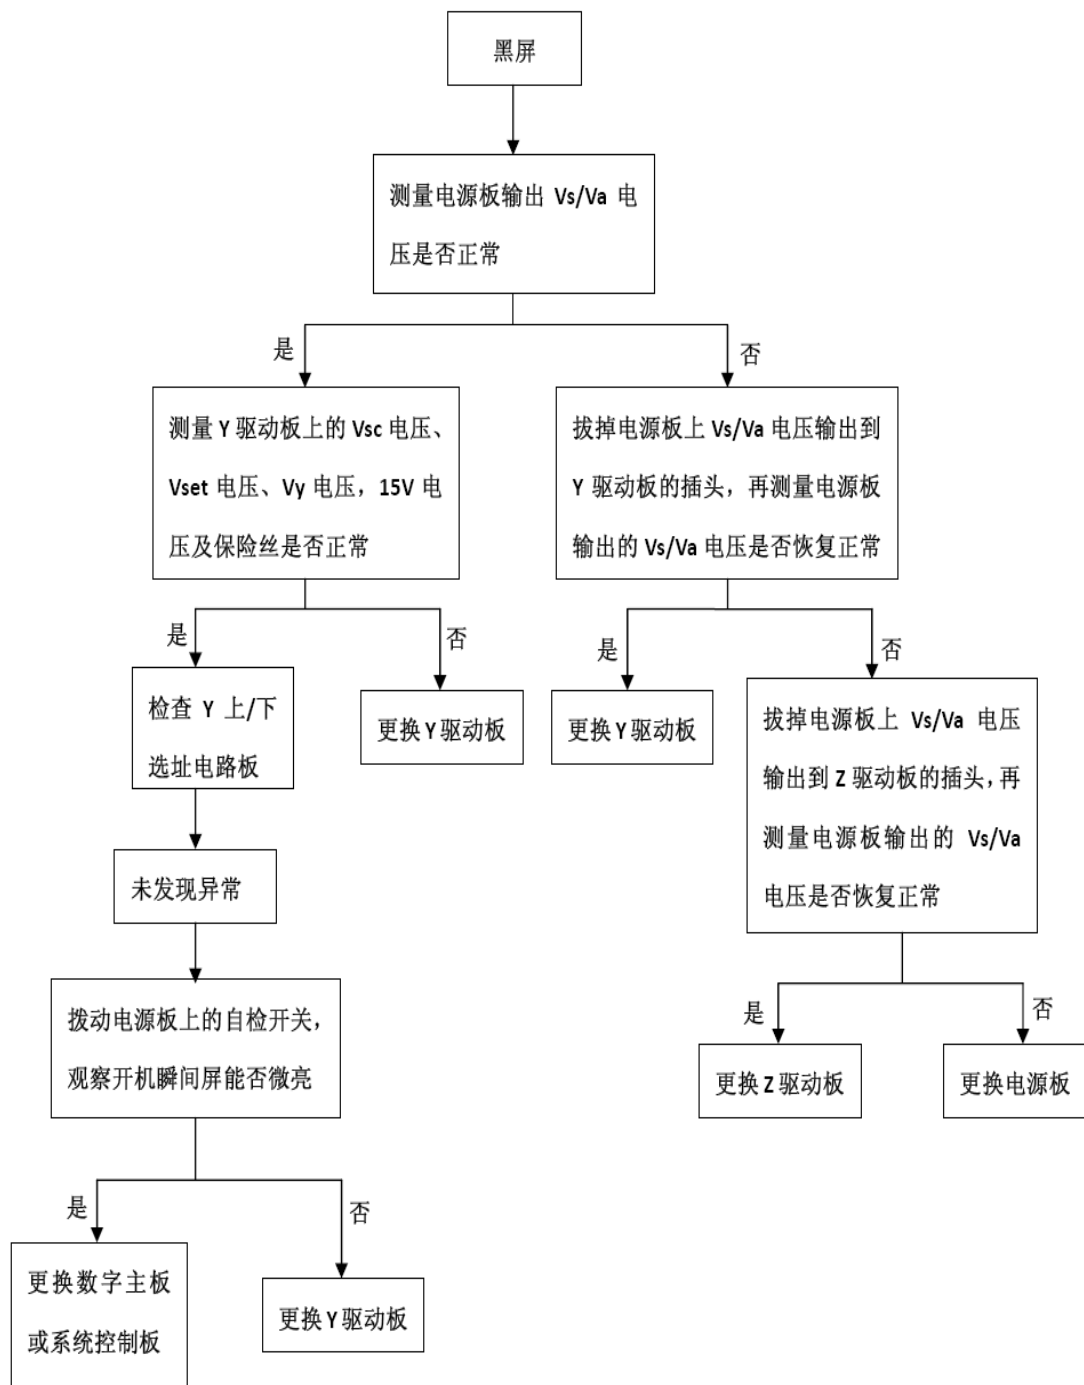 黑屏
测量电源板输出 Vs/Va 电
压是否正常
是
否
测量 Y 驱动板上的 Vsc 电压、
Vset 电压、Vy 电压，15V 电
压及保险丝是否正常
拔掉电源板上 Vs/Va 电压输出到
Y 驱动板的插头，再测量电源板
输出的 Vs/Va 电压是否恢复正常
是
否
是
否
检查 Y 上/下
选址电路板
更换 Y 驱动板
更换 Y 驱动板
拔掉电源板上 Vs/Va 电压
输出到 Z 驱动板的插头，再
测量电源板输出的 Vs/Va
电压是否恢复正常
未发现异常
拨动电源板上的自检开关，
观察开机瞬间屏能否微亮
是
否
更换 Z 驱动板
更换电源板
是
否
更换数字主板
或系统控制板
更换 Y 驱动板